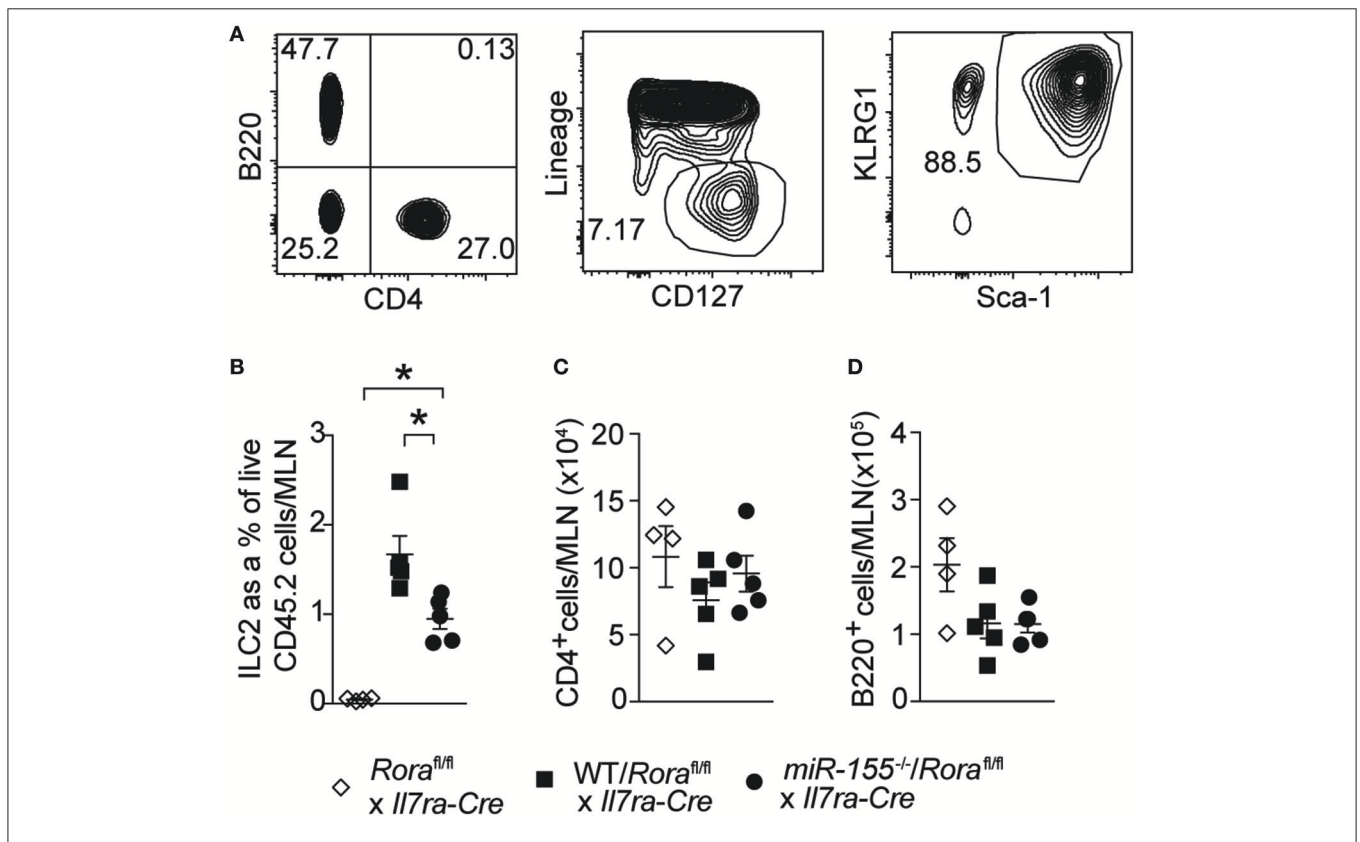 A
47.7
0.13
25.2
27.0
B220
CD4
Lineage
7.17
CD127
KLRG1
88.5
Sca-1
B
*
*
ILC2 as a % of live
CD45.2 cells/MLN
3
2
1
0
C
CD4⁺cells/MLN (x10⁴)
20
15
10
5
0
D
B220⁺cells/MLN(x10⁵)
4
3
2
1
0
Rora^fl/fl
x Il7ra-Cre
WT/Rora^fl/fl
x Il7ra-Cre
miR-155^-/-/Rora^fl/fl
x Il7ra-Cre